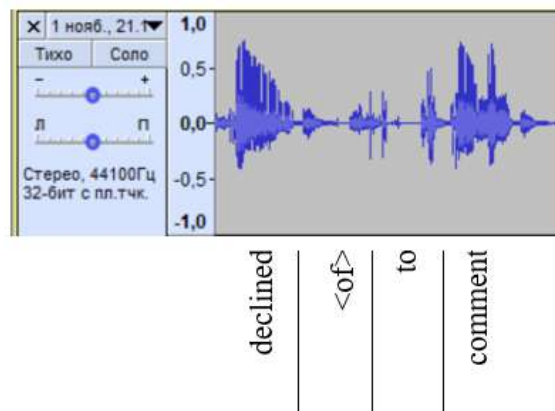 × 1 нояб., 21.1▼
Тихо Соло
− +
Л П
Стерео, 44100Гц
32-бит с пл.тчк.
1,0
0,5-
0,0-
-0,5-
-1,0
declined
<of>
to
comment